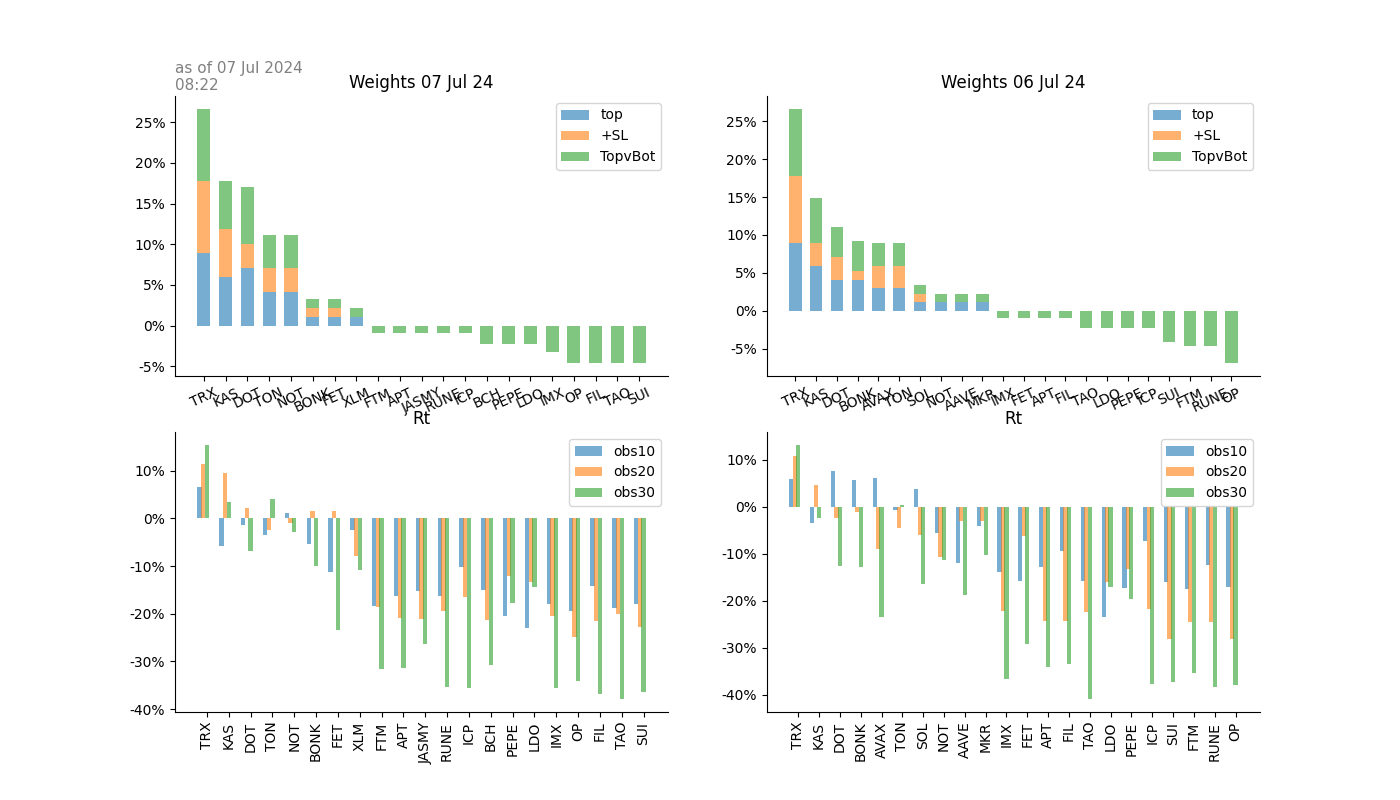 as of 07 Jul 2024
08:22
Weights 07 Jul 24
25%
20%
15%
10%
5%
0%
-5%
top
+SL
TopvBot
TRX KAS DOT TON NOT BONK FET XLM FTM APT JASMY RUNE ICP BCH PEPE LDO IMX OP FIL TAO SUI
Weights 06 Jul 24
25%
20%
15%
10%
5%
0%
-5%
top
+SL
TopvBot
TRX KAS DOT BONK AVAX TON SOL NOT AAVE MKR IMX FET APT FIL TAO LDO PEPE ICP SUI FTM RUNE OP
Rt
10%
0%
-10%
-20%
-30%
-40%
obs10
obs20
obs30
TRX KAS DOT TON NOT BONK FET XLM FTM APT JASMY RUNE ICP BCH PEPE LDO IMX OP FIL TAO SUI
Rt
10%
0%
-10%
-20%
-30%
-40%
obs10
obs20
obs30
TRX KAS DOT BONK AVAX TON SOL NOT AAVE MKR IMX FET APT FIL TAO LDO PEPE ICP SUI FTM RUNE OP